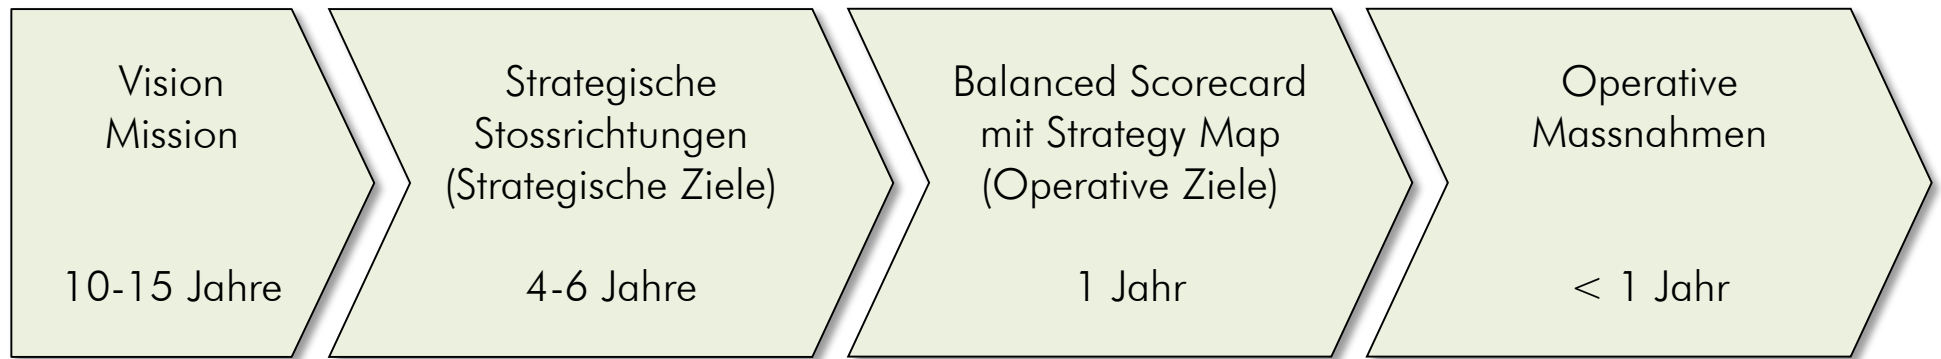 Vision
Mission
10-15 Jahre
Strategische
Stossrichtungen
(Strategische Ziele)
4-6 Jahre
Balanced Scorecard
mit Strategy Map
(Operative Ziele)
1 Jahr
Operative
Massnahmen
< 1 Jahr